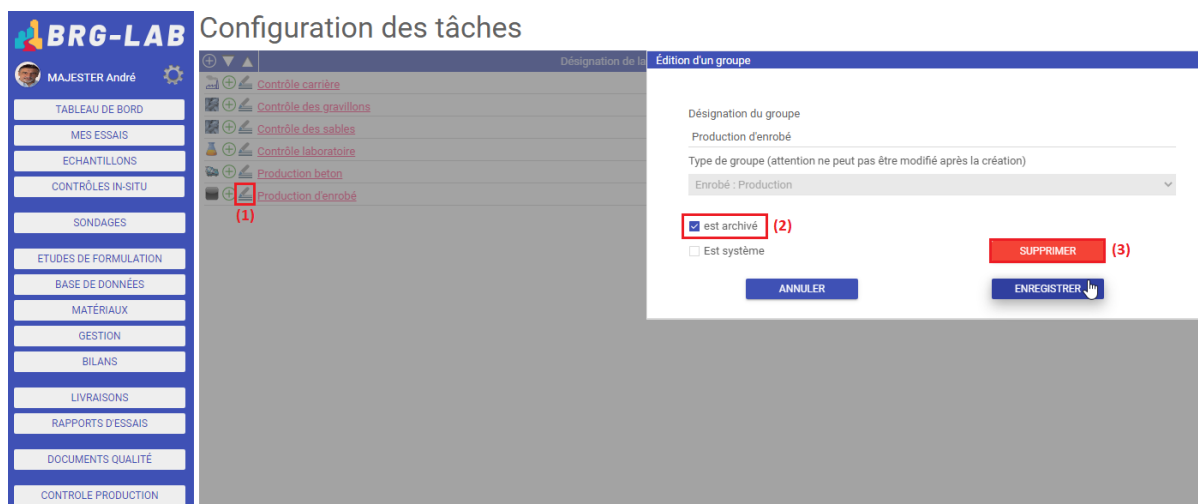 BRG-LAB
MAJESTER André
TABLEAU DE BORD
MES ESSAIS
ECHANTILLONS
CONTRÔLES IN-SITU
SONDAGES
ETUDES DE FORMULATION
BASE DE DONNÉES
MATÉRIAUX
GESTION
BILANS
LIVRAISONS
RAPPORTS D'ESSAIS
DOCUMENTS QUALITÉ
CONTROLE PRODUCTION
Configuration des tâches
Désignation de la
Contrôle carrière
Contrôle des gravillons
Contrôle des sables
Contrôle laboratoire
Production beton
Production d'enrobé
(1)
Édition d'un groupe
Désignation du groupe
Production d'enrobé
Type de groupe (attention ne peut pas être modifié après la création)
Enrobé : Production
est archivé (2)
Est système
SUPPRIMER (3)
ANNULER
ENREGISTRER